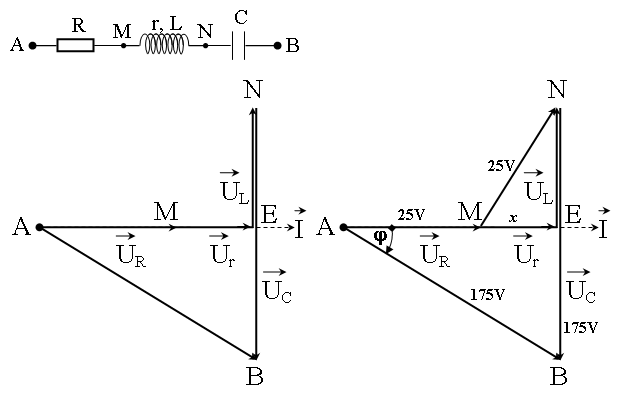 A R M r, L N C B
N N
25V
U_L U_L
A M E I A 25V M x E I
U_R U_r φ U_R U_r
U_C 175V U_C
175V
B B